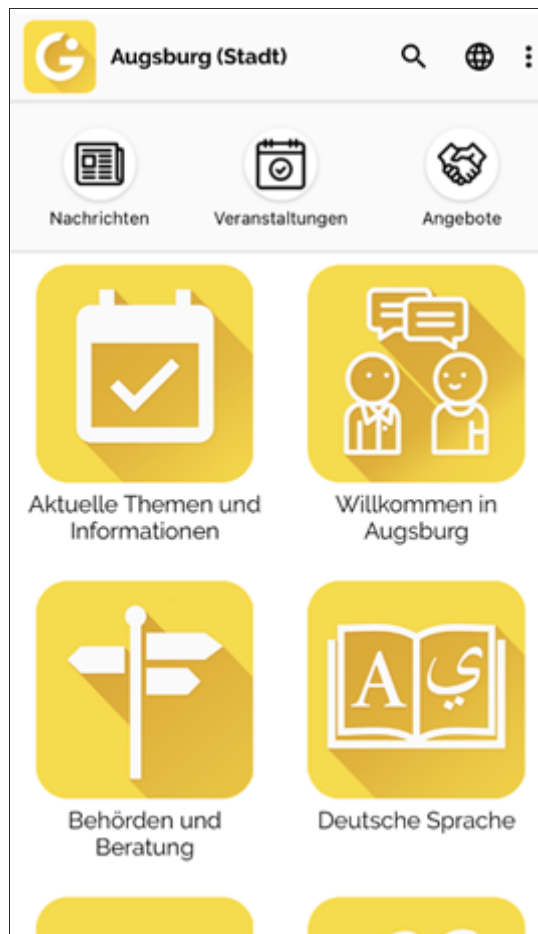 Augsburg (Stadt)
Nachrichten Veranstaltungen Angebote
Aktuelle Themen und
Informationen
Willkommen in
Augsburg
A ي
Behörden und
Beratung
Deutsche Sprache